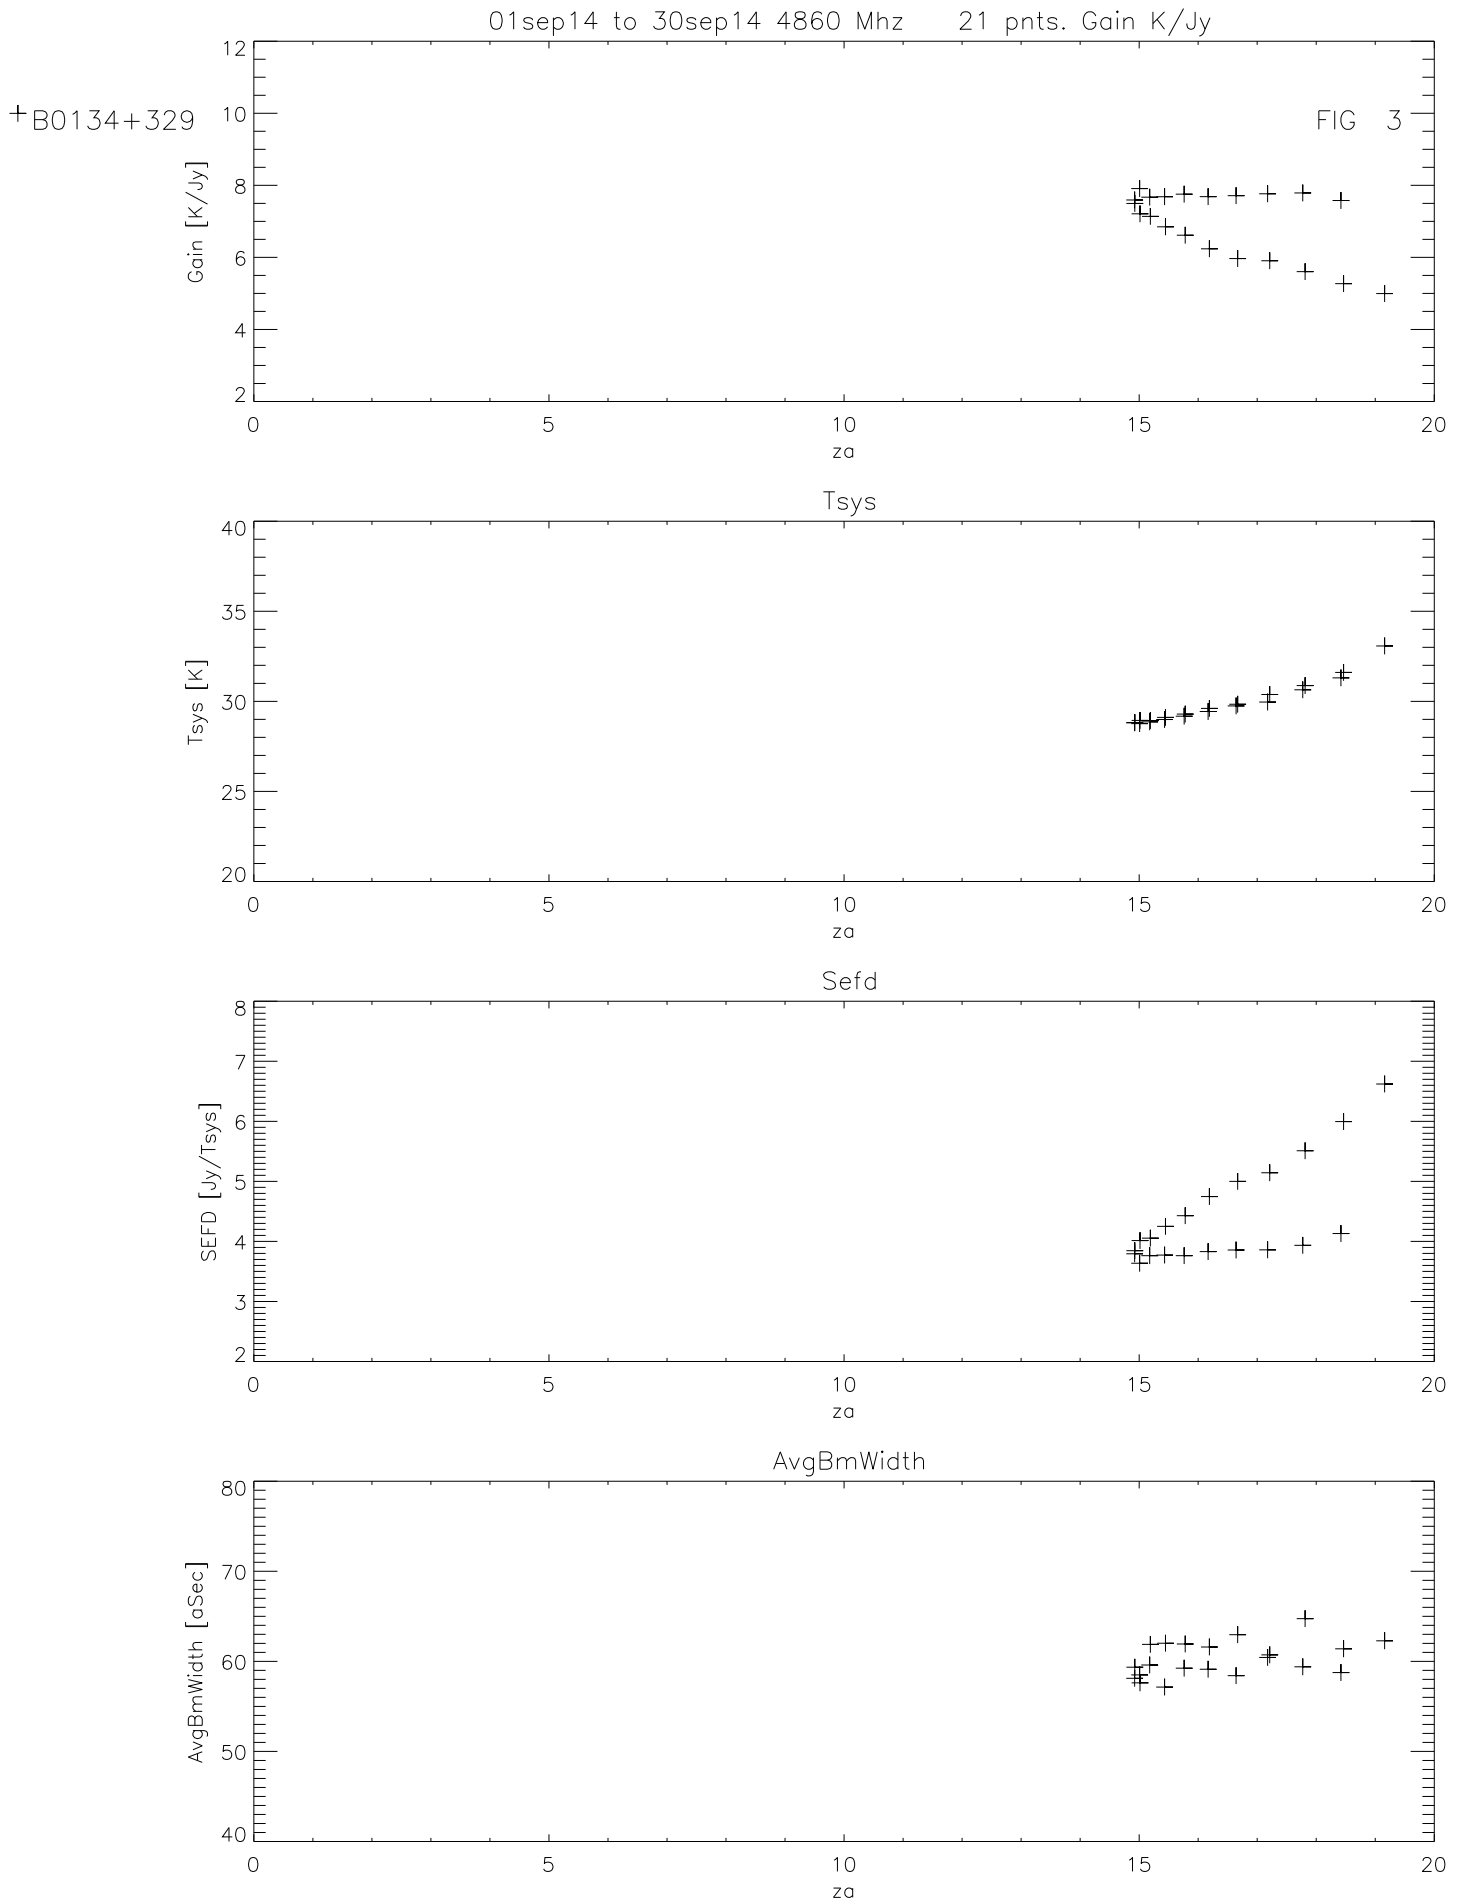 01sep14 to 30sep14 4860 Mhz 21 pnts. Gain K/Jy
+B0134+329
FIG 3
Gain [K/Jy]
12
10
8
6
4
2
0 5 10 15 20
za
Tsys
Tsys [K]
40
35
30
25
20
0 5 10 15 20
za
Sefd
SEFD [Jy/Tsys]
8
7
6
5
4
3
2
0 5 10 15 20
za
AvgBmWidth
AvgBmWidth [aSec]
80
70
60
50
40
0 5 10 15 20
za